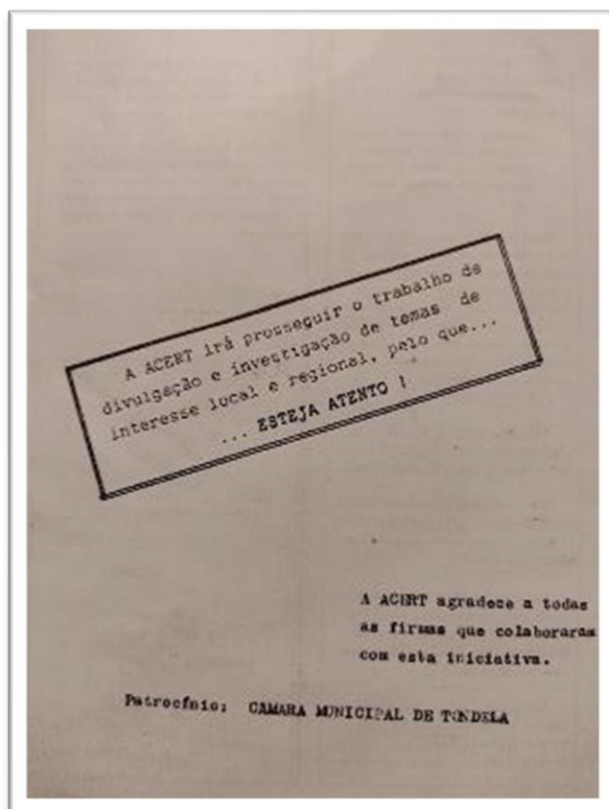 A ACERT irá prosseguir o trabalho de
divulgação e investigação de temas de
interesse local e regional, pelo que...
... ESTEJA ATENTO !
A ACERT agradece a todas
as firmas que colaboraram
com esta iniciativa.
Patrocínio: CAMARA MUNICIPAL DE TONDELA